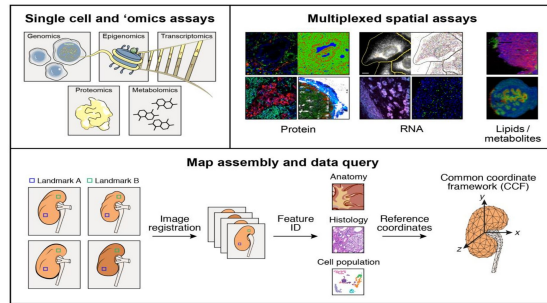 Single cell and ‘omics assays
Genomics
Epigenomics
Transcriptomics
Proteomics
Metabolomics
Multiplexed spatial assays
Protein
RNA
Lipids /
metabolites
Map assembly and data query
Landmark A
Landmark B
Image
registration
Feature
ID
Anatomy
Histology
Cell population
Reference
coordinates
Common coordinate
framework (CCF)
y
x
z